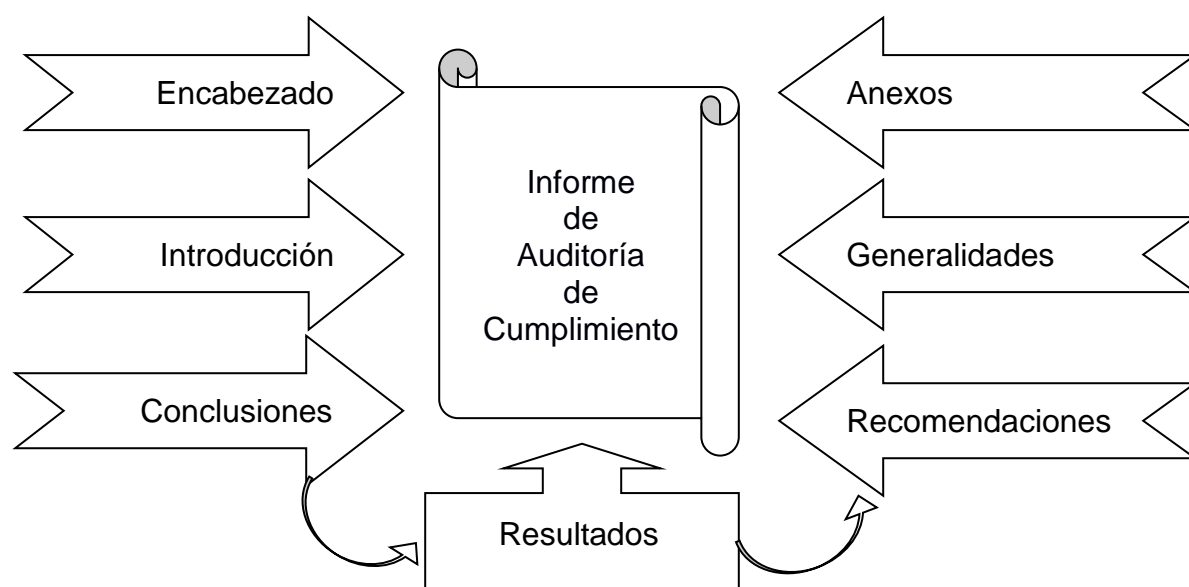 Encabezado
Introducción
Conclusiones
Informe
de
Auditoría
de
Cumplimiento
Anexos
Generalidades
Recomendaciones
Resultados